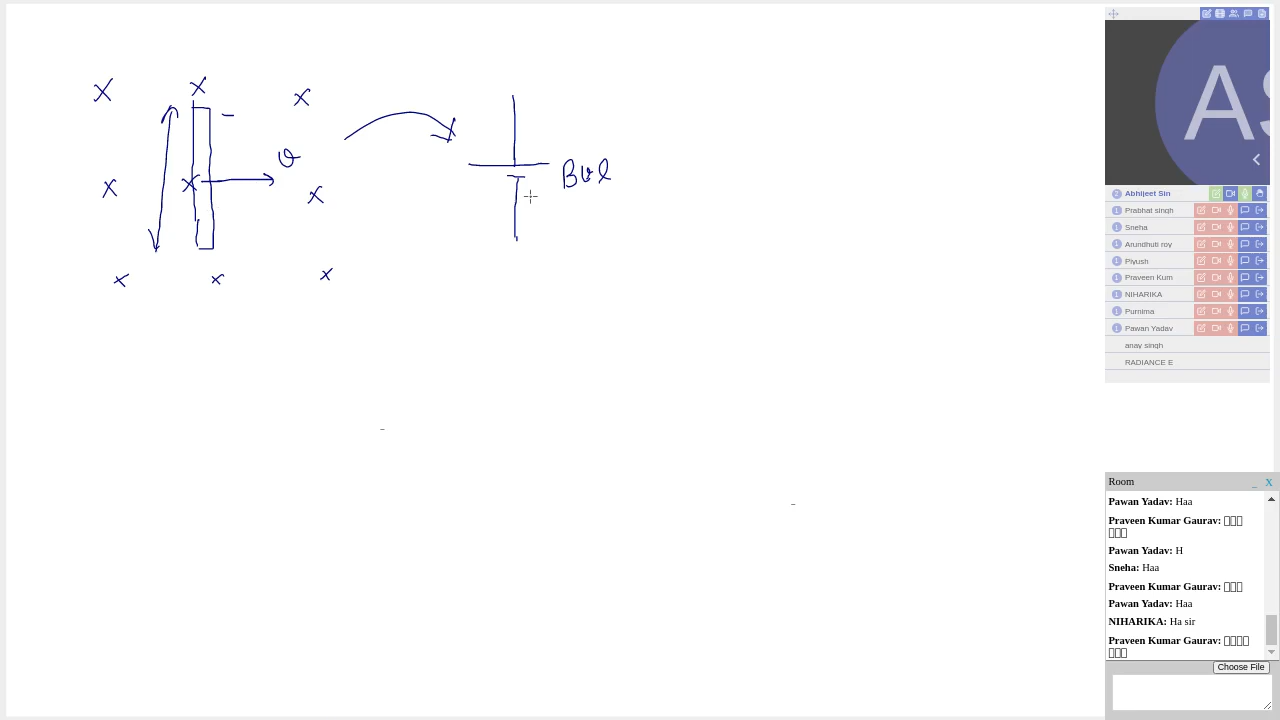 v
Bvl
AS
Abhijeet Sin
Prabhat singh
Sneha
Arundhuti roy
Piyush
Praveen Kum
NIHARIKA
Purnima
Pawan Yadav
anay singh
RADIANCE E
Room
_ X
Pawan Yadav: Haa
Praveen Kumar Gaurav:
Pawan Yadav: H
Sneha: Haa
Praveen Kumar Gaurav:
Pawan Yadav: Haa
NIHARIKA: Ha sir
Praveen Kumar Gaurav:
Choose File